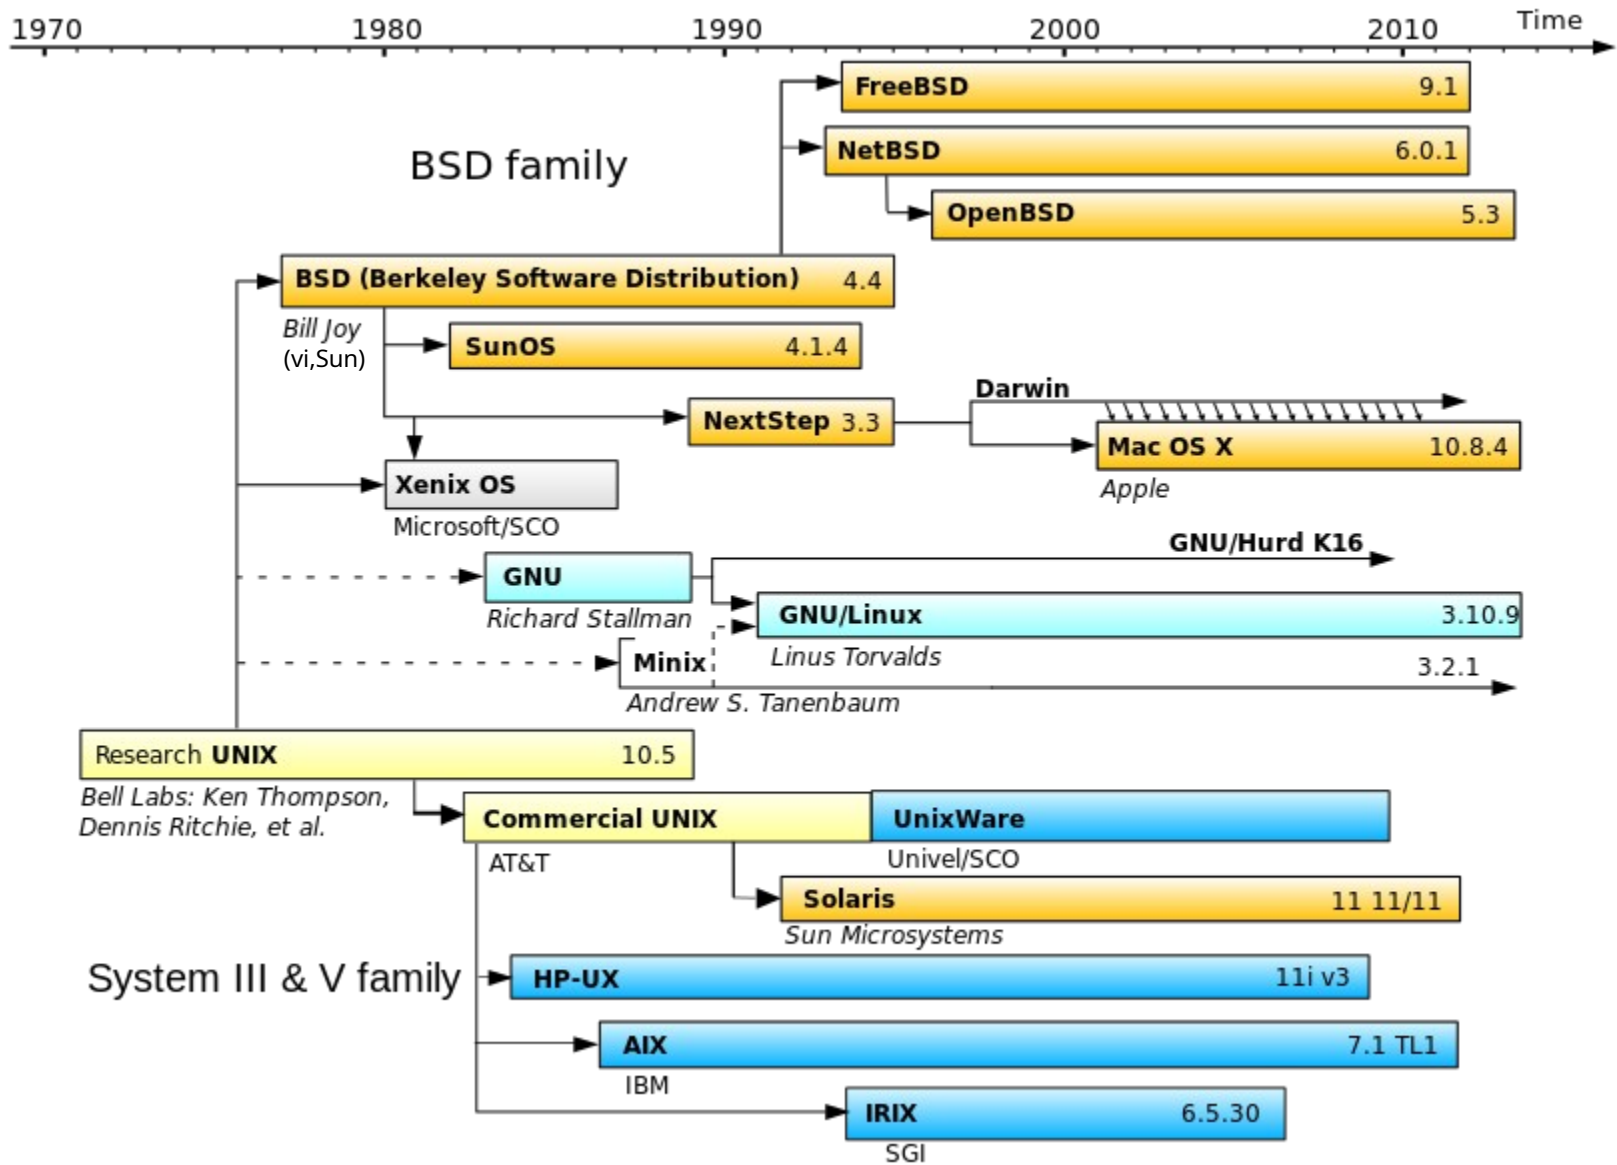 1970 1980 1990 2000 2010 Time
FreeBSD 9.1
BSD family
NetBSD 6.0.1
OpenBSD 5.3
BSD (Berkeley Software Distribution) 4.4
Bill Joy
(vi,Sun)
SunOS 4.1.4
Darwin
NextStep 3.3
Mac OS X 10.8.4
Apple
Xenix OS
Microsoft/SCO
GNU/Hurd K16
GNU
Richard Stallman
GNU/Linux 3.10.9
Linus Torvalds
Minix 3.2.1
Andrew S. Tanenbaum
Research UNIX 10.5
Bell Labs: Ken Thompson,
Dennis Ritchie, et al.
Commercial UNIX
UnixWare
AT&T
Univel/SCO
Solaris 11 11/11
Sun Microsystems
System III & V family
HP-UX 11i v3
AIX 7.1 TL1
IBM
IRIX 6.5.30
SGI